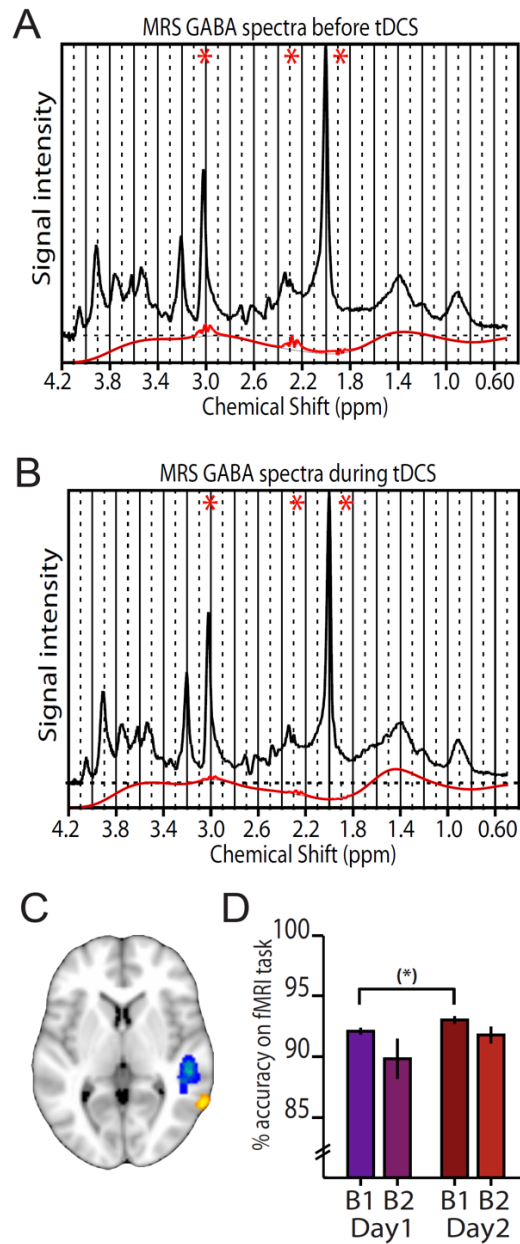 A
MRS GABA spectra before tDCS
Signal intensity
* * *
4.2 3.8 3.4 3.0 2.6 2.2 1.8 1.4 1.0 0.60
Chemical Shift (ppm)
B
MRS GABA spectra during tDCS
Signal intensity
* * *
4.2 3.8 3.4 3.0 2.6 2.2 1.8 1.4 1.0 0.60
Chemical Shift (ppm)
C
D
% accuracy on fMRI task
100
95
90
85
(*)
B1 B2 B1 B2
Day1 Day2